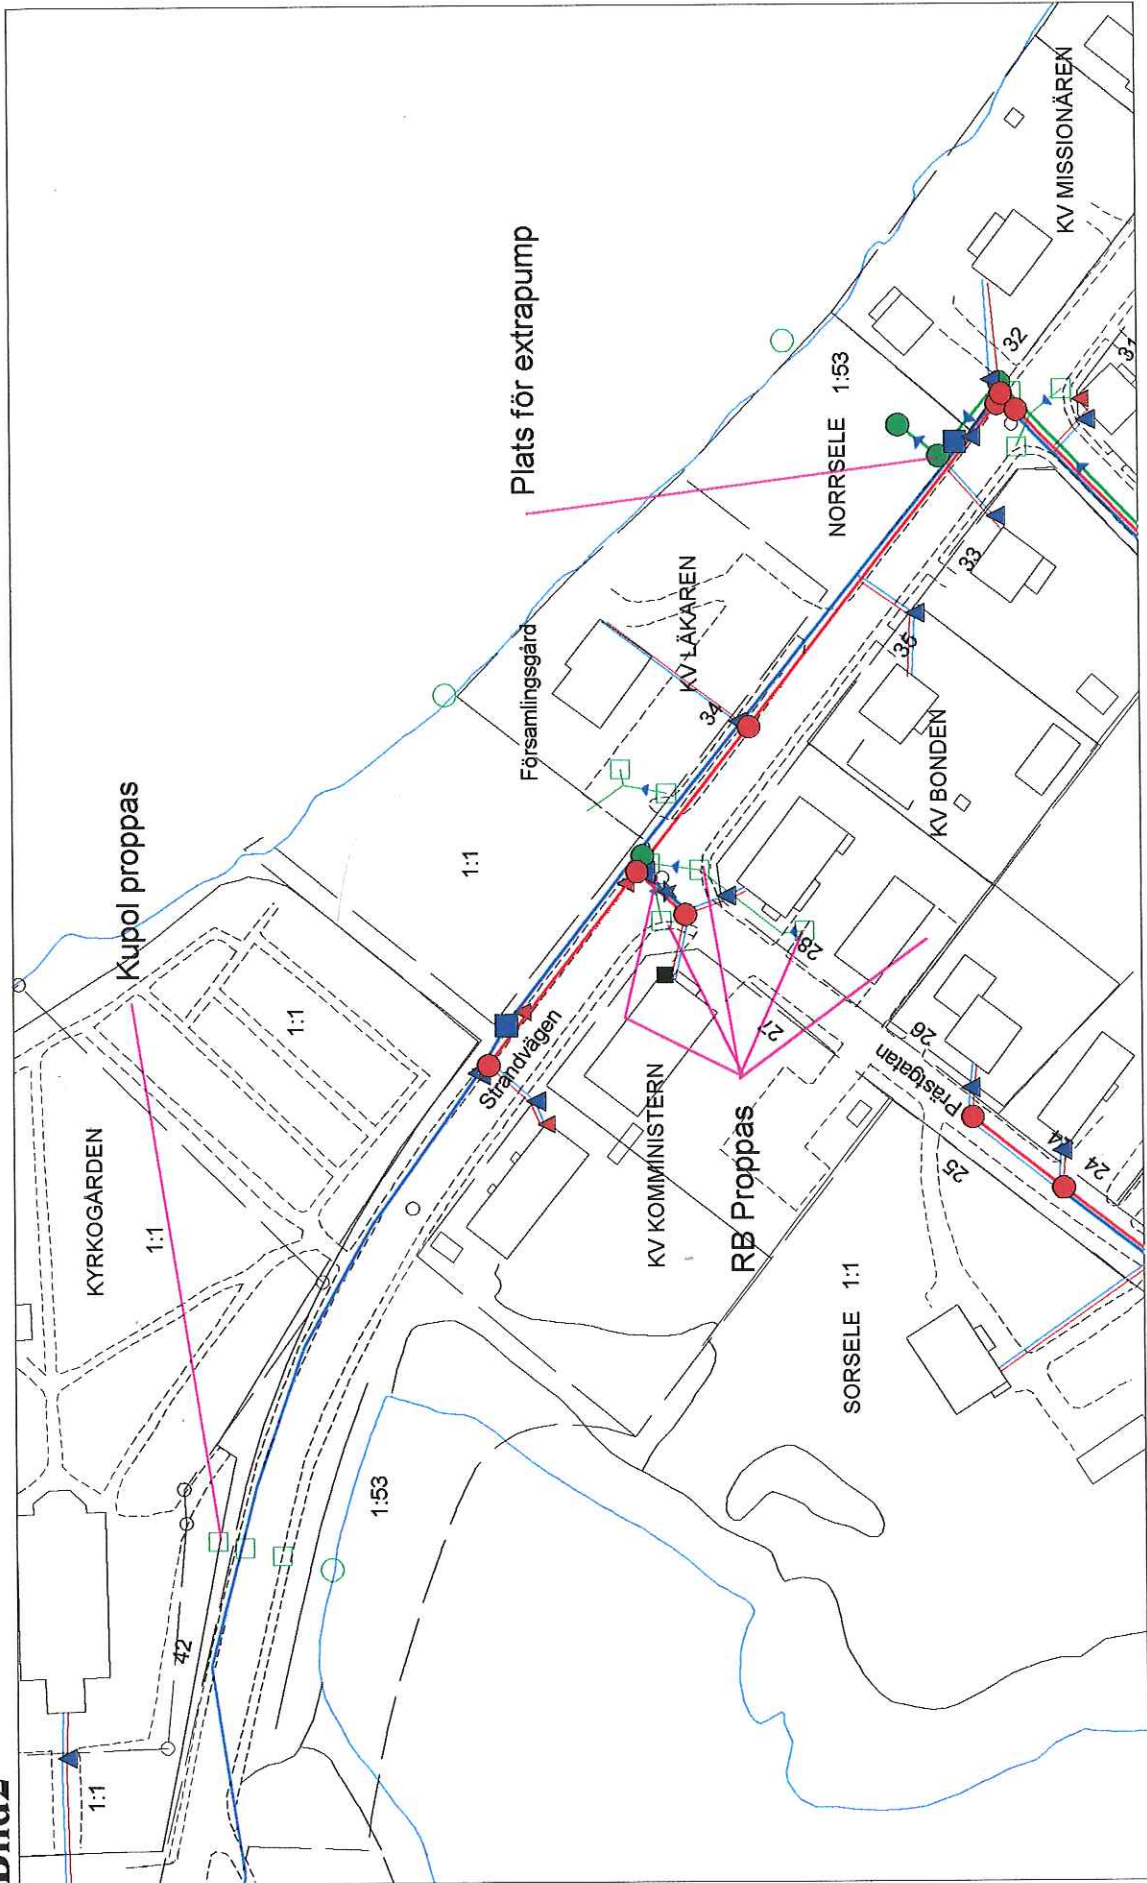 Bild2
Kupol proppas
Plats för extrapump
KYRKOGÅRDEN
1:1
1:1
1:1
1:1
42
1:53
Församlingsgård
KV LÄKAREN
34
NORRSELE 1:53
KV MISSIONÄREN
32
31
33
35
KV BONDEN
Strandvägen
28
27
26
Prästgatan
25
24
24
KV KOMMINISTERN
RB Proppas
SORSELE 1:1